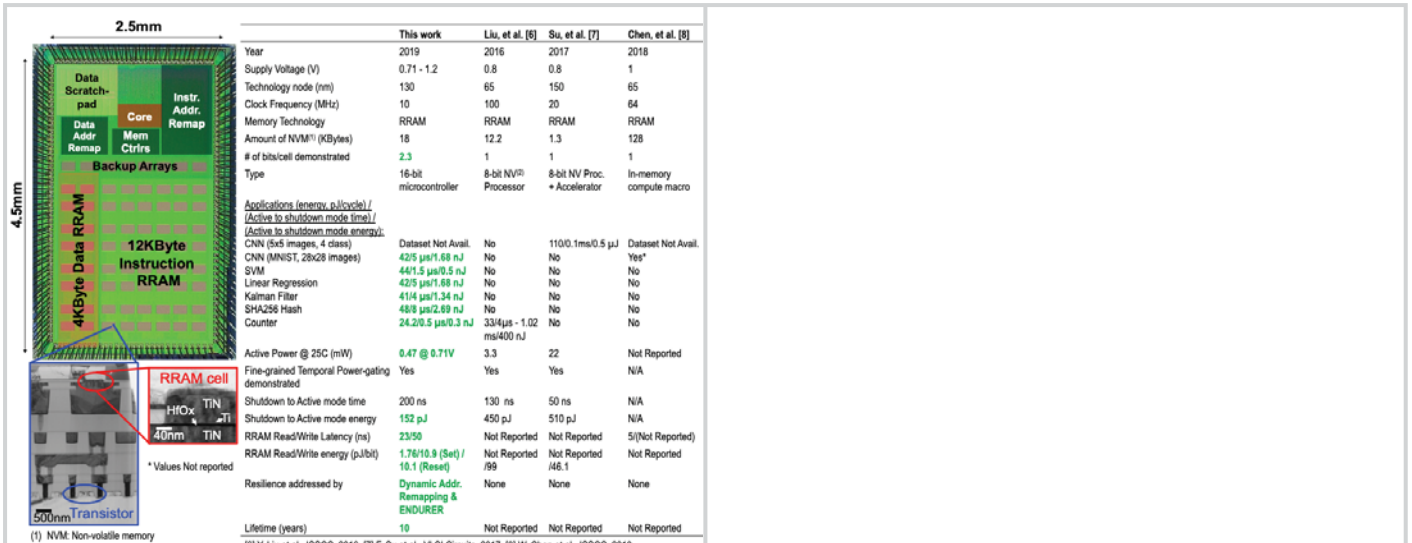 2.5mm
4.5mm
Data
Scratch-
pad
Instr.
Addr.
Remap
Core
Data
Addr
Remap
Mem
Ctrlrs
Backup Arrays
4KByte Data RRAM
12KByte
Instruction
RRAM
RRAM cell
TiN
HfOx
Ti
40nm
TiN
* Values Not reported
500nm
Transistor
(1) NVM: Non-volatile memory
This work Liu, et al. [6] Su, et al. [7] Chen, et al. [8]
Year 2019 2016 2017 2018
Supply Voltage (V) 0.71 - 1.2 0.8 0.8 1
Technology node (nm) 130 65 150 65
Clock Frequency (MHz) 10 100 20 64
Memory Technology RRAM RRAM RRAM RRAM
Amount of NVM(1) (KBytes) 18 12.2 1.3 128
# of bits/cell demonstrated 2.3 1 1 1
Type 16-bit 8-bit NV(2) 8-bit NV Proc. In-memory
microcontroller Processor + Accelerator compute macro
Applications (energy, pJ/cycle) /
(Active to shutdown mode time) /
(Active to shutdown mode energy):
CNN (5x5 images, 4 class) Dataset Not Avail. No 110/0.1ms/0.5 µJ Dataset Not Avail.
CNN (MNIST, 28x28 images) 42/5 µs/1.68 nJ No No Yes*
SVM 44/1.5 µs/0.5 nJ No No No
Linear Regression 42/5 µs/1.68 nJ No No No
Kalman Filter 41/4 µs/1.34 nJ No No No
SHA256 Hash 48/8 µs/2.69 nJ No No No
Counter 24.2/0.5 µs/0.3 nJ 33/4µs - 1.02 No No
ms/400 nJ
Active Power @ 25C (mW) 0.47 @ 0.71V 3.3 22 Not Reported
Fine-grained Temporal Power-gating Yes Yes Yes N/A
demonstrated
Shutdown to Active mode time 200 ns 130 ns 50 ns N/A
Shutdown to Active mode energy 152 pJ 450 pJ 510 pJ N/A
RRAM Read/Write Latency (ns) 23/50 Not Reported Not Reported 5/(Not Reported)
RRAM Read/Write energy (pJ/bit) 1.76/10.9 (Set) / Not Reported Not Reported Not Reported
10.1 (Reset) /99 /46.1
Resilience addressed by Dynamic Addr. None None None
Remapping &
ENDURER
Lifetime (years) 10 Not Reported Not Reported Not Reported